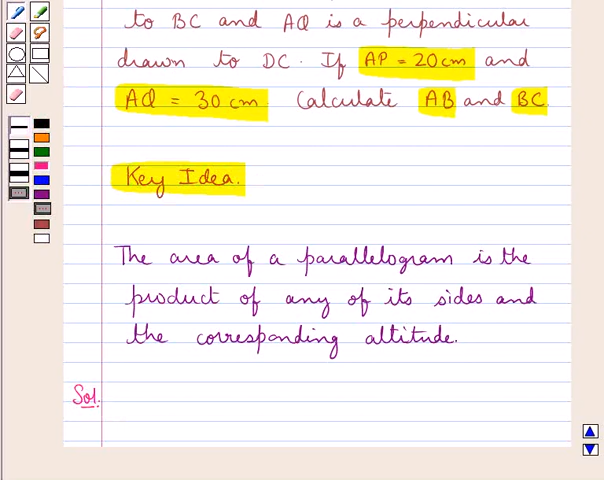 to BC and AQ is a perpendicular
drawn to DC. If AP = 20 cm and
AQ = 30 cm. Calculate AB and BC.
Key Idea.
The area of a parallelogram is the
product of any of its sides and
the corresponding altitude.
Sol.